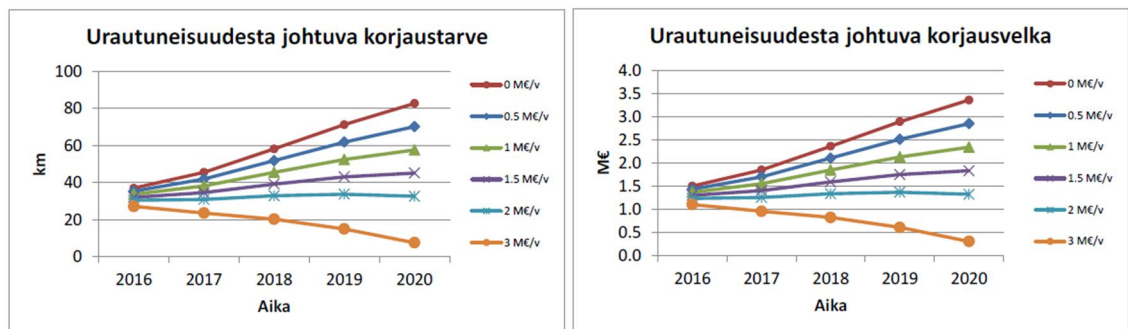 Urautuneisuudesta johtuva korjaustarve
100
80
60
40
20
0
km
2016 2017 2018 2019 2020
Aika
0 M€/v
0.5 M€/v
1 M€/v
1.5 M€/v
2 M€/v
3 M€/v
Urautuneisuudesta johtuva korjausvelka
4.0
3.5
3.0
2.5
2.0
1.5
1.0
0.5
0.0
M€
2016 2017 2018 2019 2020
Aika
0 M€/v
0.5 M€/v
1 M€/v
1.5 M€/v
2 M€/v
3 M€/v